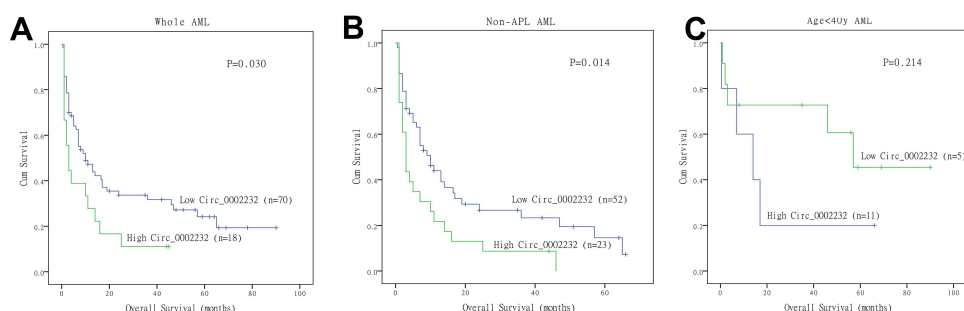 A
Whole AML
P=0.030
Low Circ_0002232 (n=70)
High Circ_0002232 (n=18)
Cum Survival
1.0
0.8
0.6
0.4
0.2
0.0
0 20 40 60 80 100
Overall Survival (months)
B
Non-APL AML
P=0.014
Low Circ_0002232 (n=52)
High Circ_0002232 (n=23)
Cum Survival
1.0
0.8
0.6
0.4
0.2
0.0
0 20 40 60
Overall Survival (months)
C
Age<40y AML
P=0.214
Low Circ_0002232 (n=5)
High Circ_0002232 (n=11)
Cum Survival
1.0
0.8
0.6
0.4
0.2
0.0
0 20 40 60 80 100
Overall Survival (months)